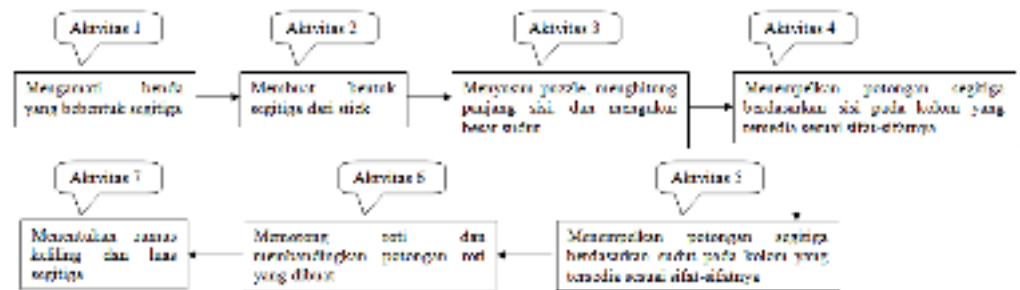 Aktivitas 1
Aktivitas 2
Aktivitas 3
Aktivitas 4
Mengamati benda
yang bebentuk segitiga
Membuat bentuk
segitiga dari stick
Menyusun puzzle, menghitung
panjang sisi, dan mengukur
besar sudut
Menempelkan potongan segitiga
berdasarkan sisi pada kolom yang
tersedia sesuai sifat-sifatnya
Aktivitas 7
Aktivitas 6
Aktivitas 5
Menentukan rumus
keliling dan luas
segitiga
Memotong roti dan
membandingkan potongan roti
yang dibuat
Menempelkan potongan segitiga
berdasarkan sudut pada kolom yang
tersedia sesuai sifat-sifatnya